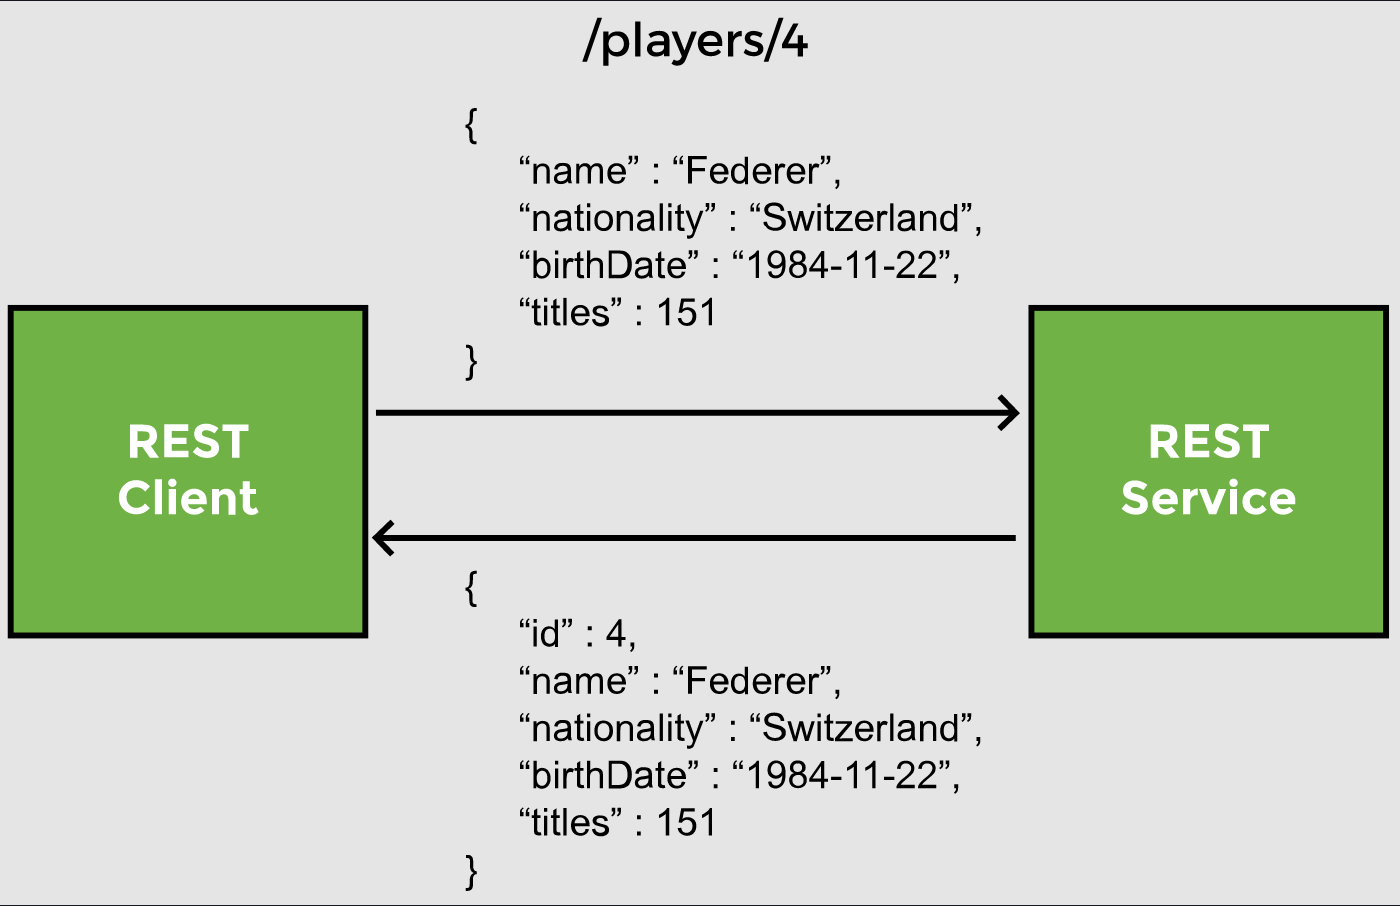 /players/4
{
“name” : “Federer”,
“nationality” : “Switzerland”,
“birthDate” : “1984-11-22”,
“titles” : 151
}
REST
Client
REST
Service
{
“id” : 4,
“name” : “Federer”,
“nationality” : “Switzerland”,
“birthDate” : “1984-11-22”,
“titles” : 151
}